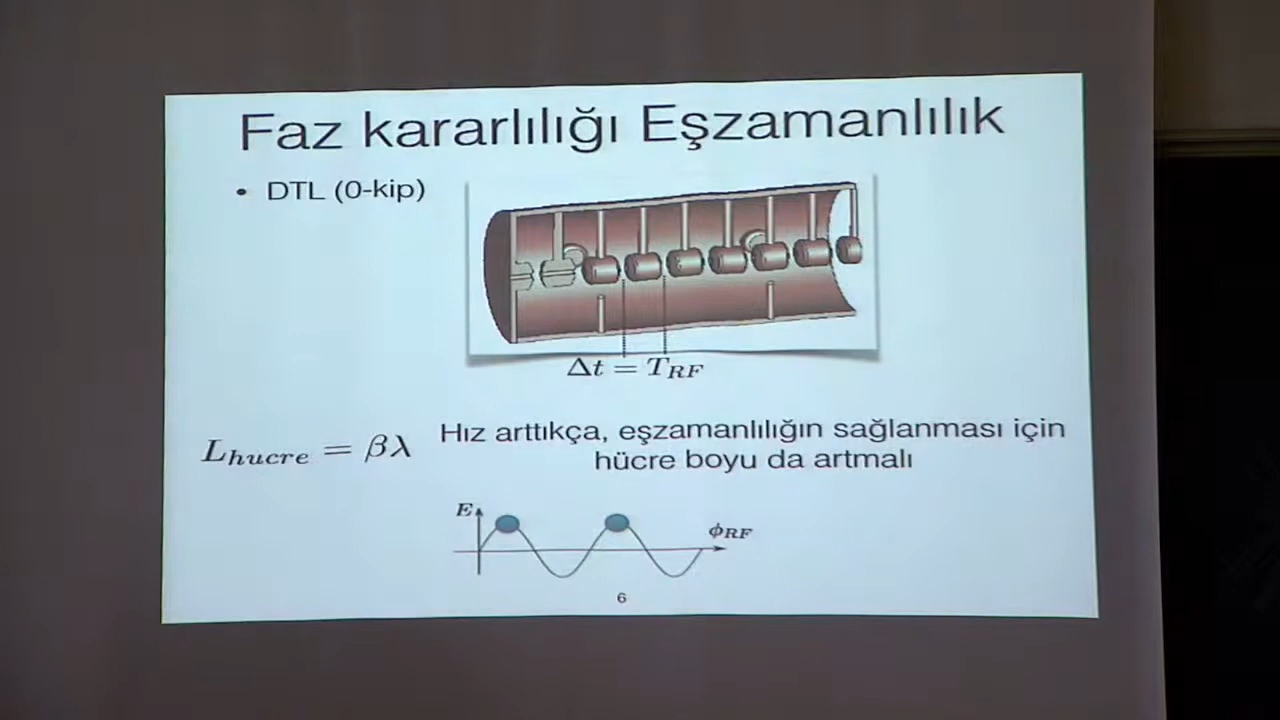 Faz kararlılığı Eşzamanlılık
• DTL (0-kip)
Δt = T_RF
L_hucre = βλ
Hız arttıkça, eşzamanlılığın sağlanması için
hücre boyu da artmalı
E
ϕ_RF
6